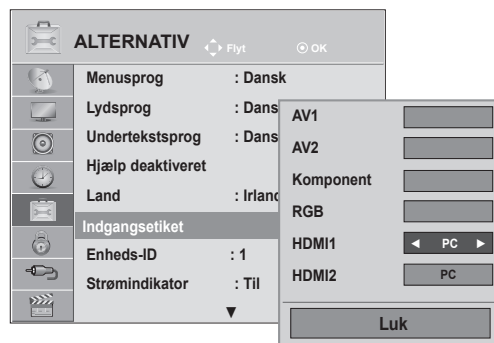 ALTERNATIV Flyt OK
Menusprog : Dansk
Lydsprog : Dans
Undertekstsprog : Dans
Hjælp deaktiveret
Land : Irland
Indgangsetiket
Enheds-ID : 1
Strømindikator : Til
AV1
AV2
Komponent
RGB
HDMI1 PC
HDMI2 PC
Luk